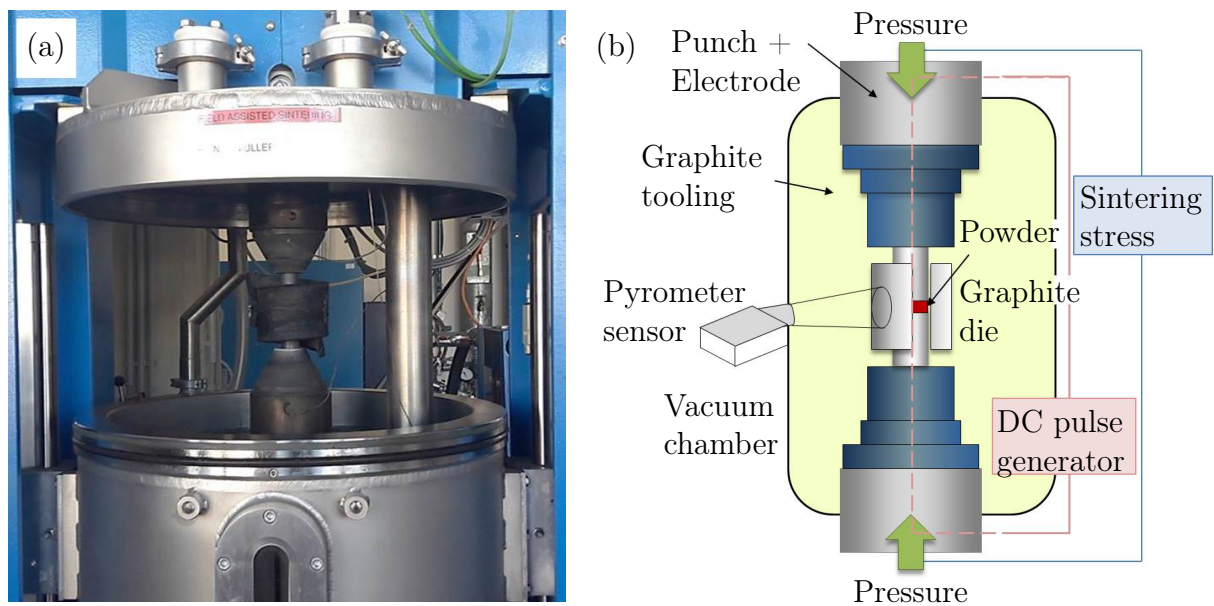 (a)
FIELD ASSISTED SINTERING
(b)
Pressure
Punch +
Electrode
Graphite
tooling
Sintering
stress
Powder
Pyrometer
sensor
Graphite
die
Vacuum
chamber
DC pulse
generator
Pressure